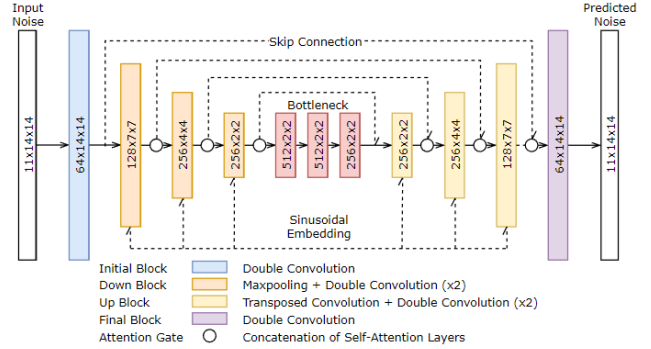 Input
Noise
Predicted
Noise
Skip Connection
Bottleneck
11x14x14
64x14x14
128x7x7
256x4x4
256x2x2
512x2x2
512x2x2
256x2x2
256x2x2
256x4x4
128x7x7
64x14x14
11x14x14
Sinusoidal
Embedding
Initial Block Double Convolution
Down Block Maxpooling + Double Convolution (x2)
Up Block Transposed Convolution + Double Convolution (x2)
Final Block Double Convolution
Attention Gate Concatenation of Self-Attention Layers